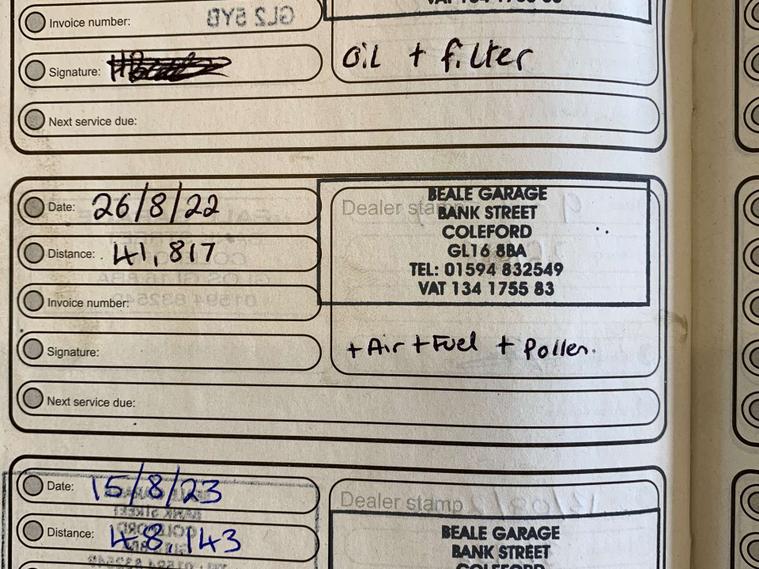 Invoice number:
Signature:
oil + filter
Next service due:
Date: 26/8/22
Distance: 41,817
Invoice number:
Signature:
Next service due:
Dealer stamp
BEALE GARAGE
BANK STREET
COLEFORD
GL16 8BA
TEL: 01594 832549
VAT 134 1755 83
+ Air + Fuel + Pollen.
Date: 15/8/23
Distance: 48,143
Dealer stamp
BEALE GARAGE
BANK STREET
COLEFORD